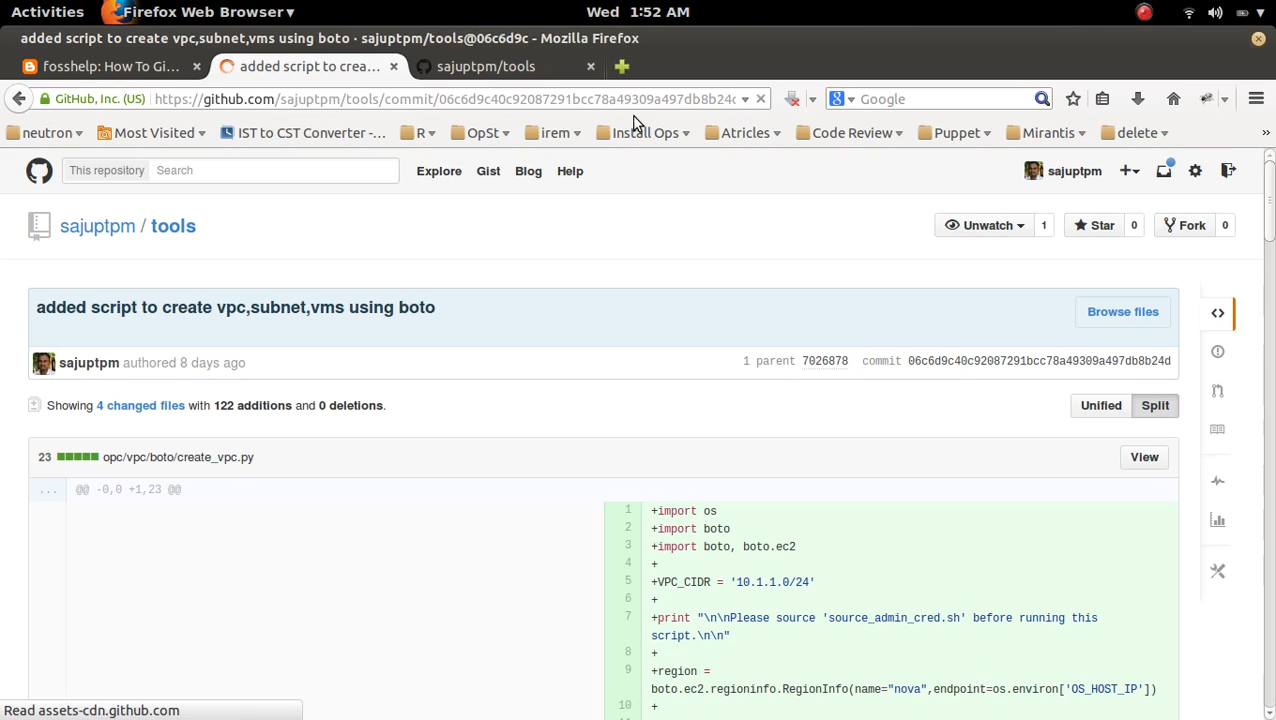 Activities Firefox Web Browser ▾ Wed 1:52 AM
added script to create vpc,subnet,vms using boto · sajuptpm/tools@06c6d9c - Mozilla Firefox
fosshelp: How To Gi... added script to crea... sajuptpm/tools
GitHub, Inc. (US) https://github.com/sajuptpm/tools/commit/06c6d9c40c92087291bcc78a49309a497db8b24d Google
neutron Most Visited IST to CST Converter -... R OpSt irem Install Ops Atricles Code Review Puppet Mirantis delete »
This repository Search Explore Gist Blog Help sajuptpm
sajuptpm / tools Unwatch 1 Star 0 Fork 0
added script to create vpc,subnet,vms using boto Browse files
sajuptpm authored 8 days ago 1 parent 7026878 commit 06c6d9c40c92087291bcc78a49309a497db8b24d
Showing 4 changed files with 122 additions and 0 deletions. Unified Split
23 opc/vpc/boto/create_vpc.py View
... @@ -0,0 +1,23 @@
1 +import os
2 +import boto
3 +import boto, boto.ec2
4 +
5 +VPC_CIDR = '10.1.1.0/24'
6 +
7 +print "\n\nPlease source 'source_admin_cred.sh' before running this
script.\n\n"
8 +
9 +region =
boto.ec2.regioninfo.RegionInfo(name="nova",endpoint=os.environ['OS_HOST_IP'])
10 +
Read assets-cdn.github.com